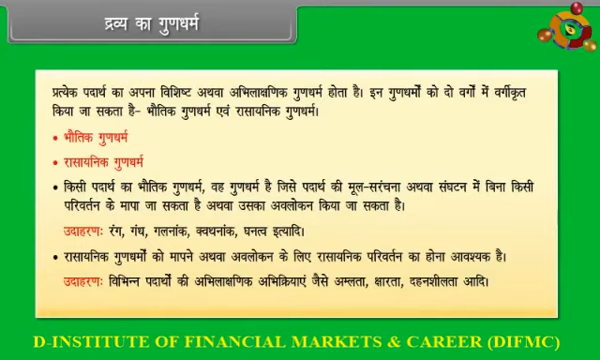 द्रव्य का गुणधर्म
प्रत्येक पदार्थ का अपना विशिष्ट अथवा अभिलाक्षणिक गुणधर्म होता है। इन गुणधर्मों को दो वर्गों में वर्गीकृत
किया जा सकता है- भौतिक गुणधर्म एवं रासायनिक गुणधर्म।
• भौतिक गुणधर्म
• रासायनिक गुणधर्म
• किसी पदार्थ का भौतिक गुणधर्म, वह गुणधर्म है जिसे पदार्थ की मूल-सरंचना अथवा संघटन में बिना किसी
परिवर्तन के मापा जा सकता है अथवा उसका अवलोकन किया जा सकता है।
उदाहरणः रंग, गंध, गलनांक, क्वथनांक, घनत्व इत्यादि।
• रासायनिक गुणधर्मों को मापने अथवा अवलोकन के लिए रासायनिक परिवर्तन का होना आवश्यक है।
उदाहरणः विभिन्न पदार्थों की अभिलाक्षणिक अभिक्रियाएं जैसे अम्लता, क्षारता, दहनशीलता आदि।
D-INSTITUTE OF FINANCIAL MARKETS & CAREER (DIFMC)